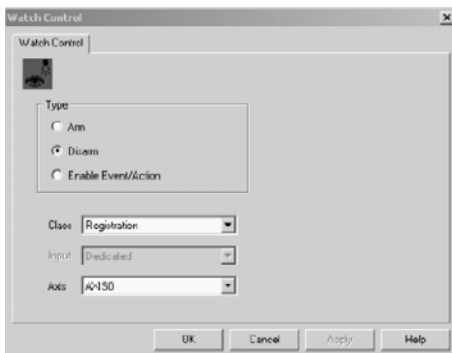 Watch Control
Watch Control
Type
Arm
Disarm
Enable Event/Action
Class Registration
Input Dedicated
Axis AXIS0
OK Cancel Apply Help